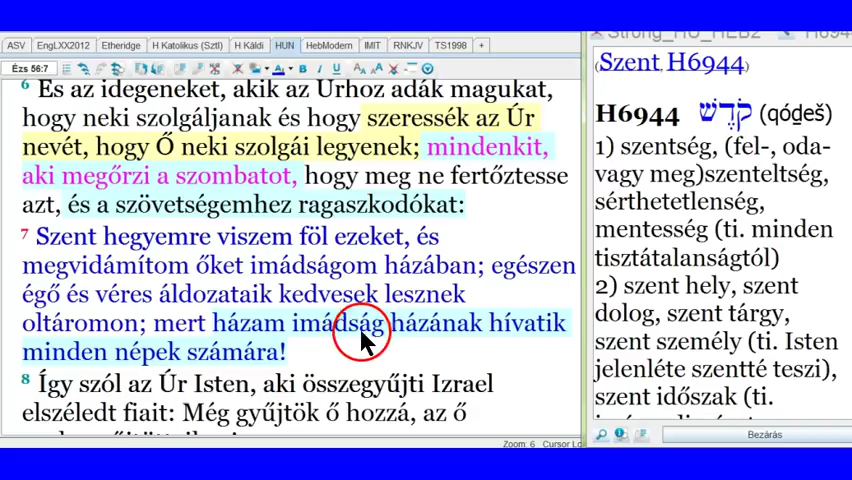 Strong_HU_HEB2 H6944
ASV EngLXX2012 Etheridge H Katolikus (Sztl) H Káldi HUN HebModern IMIT RNKJV TS1998 +
Ézs 56:7
6 És az idegeneket, akik az Úrhoz adák magukat,
hogy neki szolgáljanak és hogy szeressék az Úr
nevét, hogy Ő neki szolgái legyenek; mindenkit,
aki megőrzi a szombatot, hogy meg ne fertőztesse
azt, és a szövetségemhez ragaszkodókat:
7 Szent hegyemre viszem föl ezeket, és
megvidámítom őket imádságom házában; egészen
égő és véres áldozataik kedvesek lesznek
oltáromon; mert házam imádság házának hívatik
minden népek számára!
8 Így szól az Úr Isten, aki összegyűjti Izrael
elszéledt fiait: Még gyűjtök ő hozzá, az ő
Zoom: 6 Cursor Lo
(Szent, H6944)
H6944 קֹדֶשׁ (qóḏeš)
1) szentség, (fel-, oda-
vagy meg)szenteltség,
sérthetetlenség,
mentesség (ti. minden
tisztátalanságtól)
2) szent hely, szent
dolog, szent tárgy,
szent személy (ti. Isten
jelenléte szentté teszi),
szent időszak (ti.
Bezárás